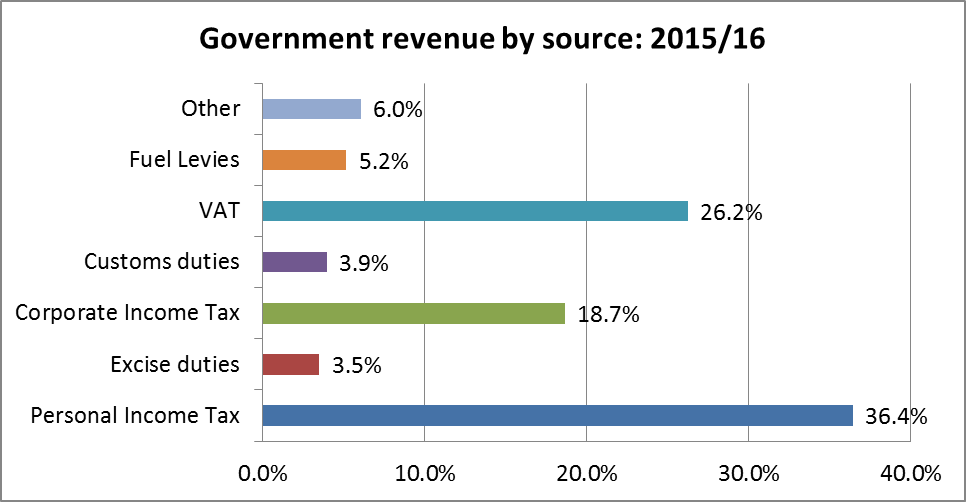 Government revenue by source: 2015/16
Other
6.0%
Fuel Levies
5.2%
VAT
26.2%
Customs duties
3.9%
Corporate Income Tax
18.7%
Excise duties
3.5%
Personal Income Tax
36.4%
0.0% 10.0% 20.0% 30.0% 40.0%